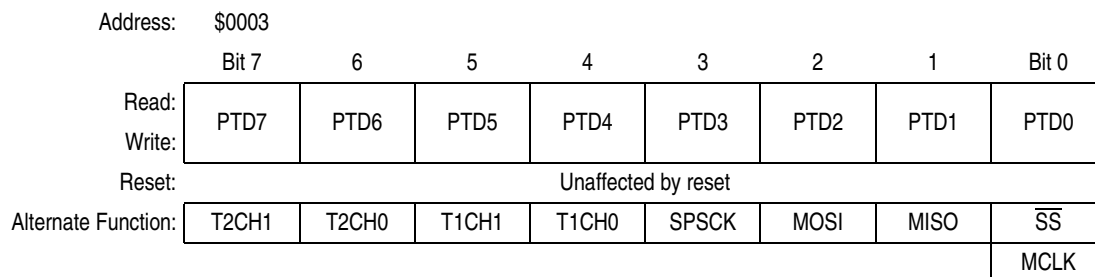 Address: $0003
Bit 7 6 5 4 3 2 1 Bit 0
Read:
PTD7 PTD6 PTD5 PTD4 PTD3 PTD2 PTD1 PTD0
Write:
Reset: Unaffected by reset
Alternate Function: T2CH1 T2CH0 T1CH1 T1CH0 SPSCK MOSI MISO S̅S̅
MCLK